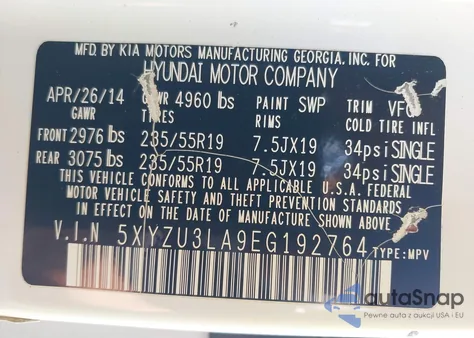 MFD. BY KIA MOTORS MANUFACTURING GEORGIA, INC. FOR
HYUNDAI MOTOR COMPANY
APR/26/14 GVWR 4960 lbs PAINT SWP TRIM VFC
GAWR TIRES RIMS COLD TIRE INFL
FRONT 2976 lbs 235/55R19 7.5JX19 34psi SINGLE
REAR 3075 lbs 235/55R19 7.5JX19 34psi SINGLE
THIS VEHICLE CONFORMS TO ALL APPLICABLE U.S.A. FEDERAL
MOTOR VEHICLE SAFETY AND THEFT PREVENTION STANDARDS
IN EFFECT ON THE DATE OF MANUFACTURE SHOWN ABOVE
V.I.N 5XYZU3LA9EG192764
TYPE:MPV
autaSnap
Pewne auta z aukcji USA i EU